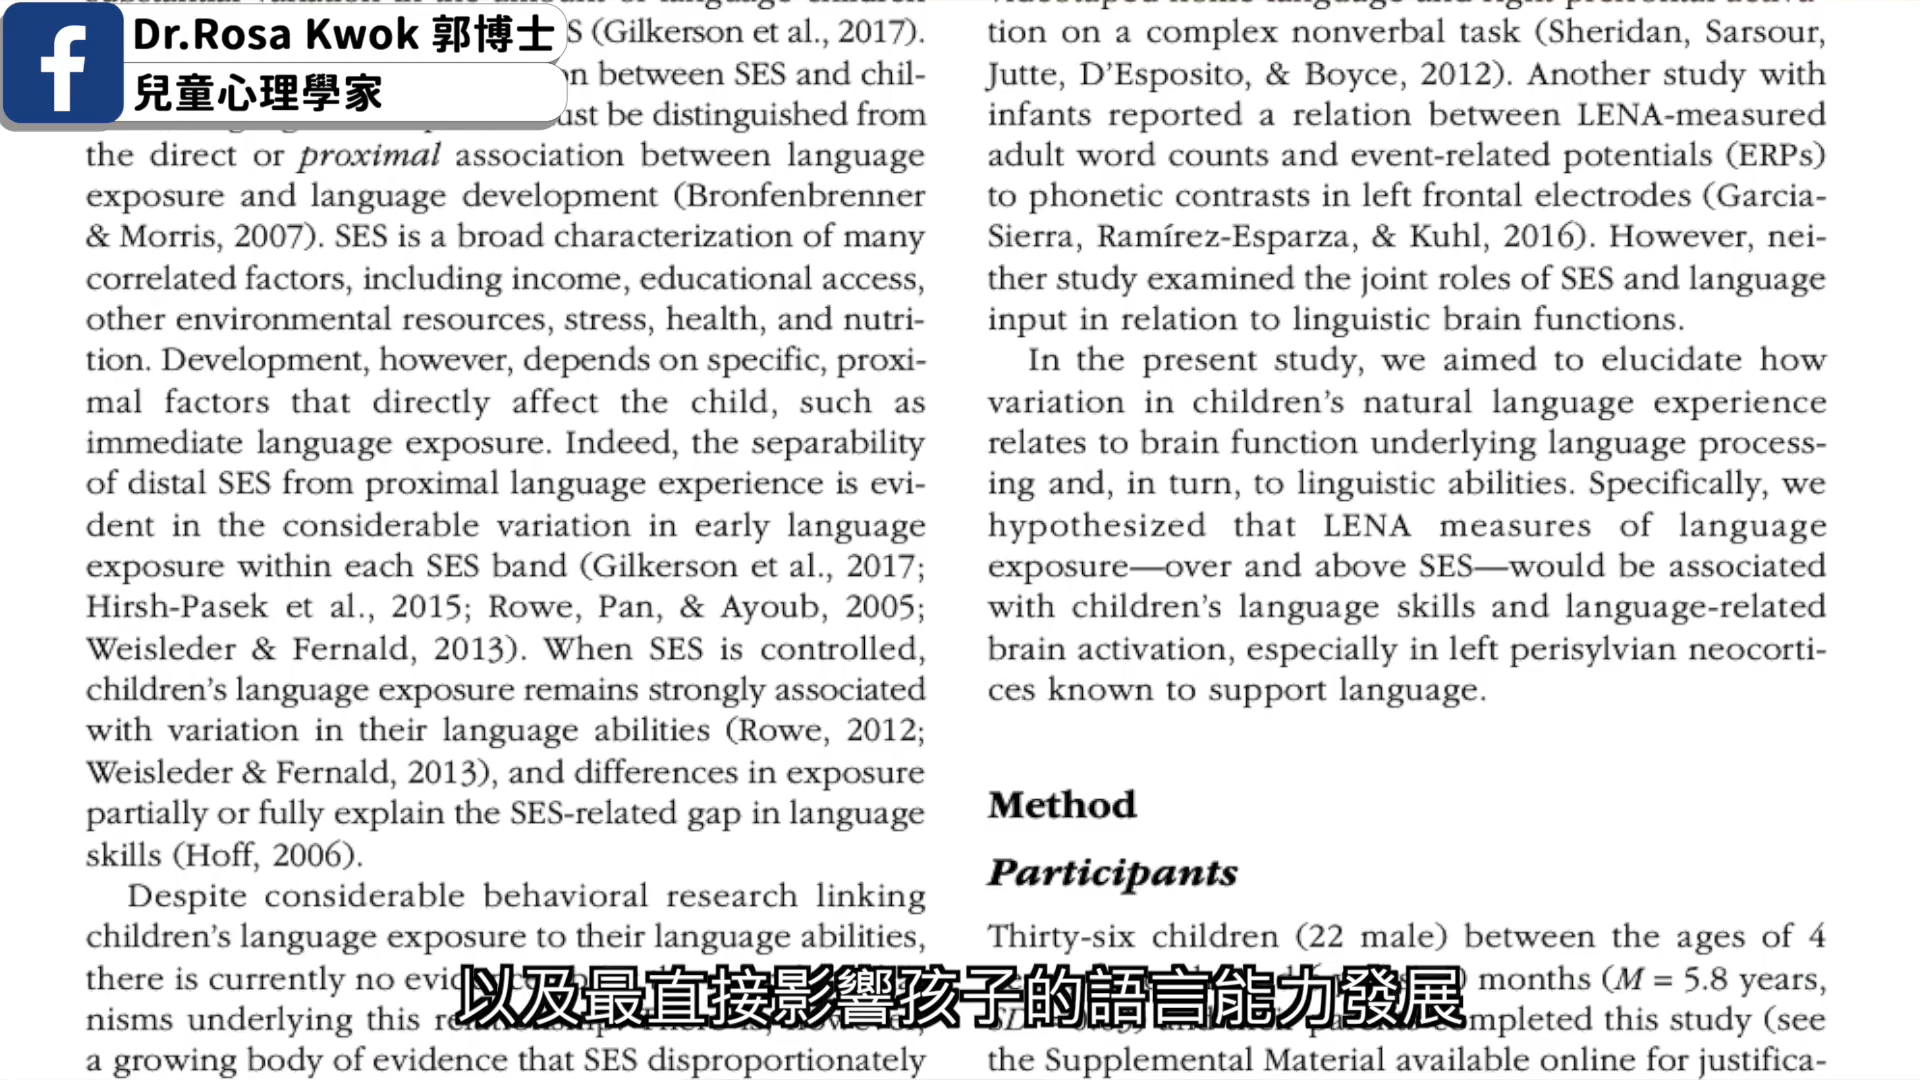 Dr.Rosa Kwok 郭博士
兒童心理學家
S (Gilkerson et al., 2017).
n between SES and chil-
ust be distinguished from
the direct or proximal association between language
exposure and language development (Bronfenbrenner
& Morris, 2007). SES is a broad characterization of many
correlated factors, including income, educational access,
other environmental resources, stress, health, and nutri-
tion. Development, however, depends on specific, proxi-
mal factors that directly affect the child, such as
immediate language exposure. Indeed, the separability
of distal SES from proximal language experience is evi-
dent in the considerable variation in early language
exposure within each SES band (Gilkerson et al., 2017;
Hirsh-Pasek et al., 2015; Rowe, Pan, & Ayoub, 2005;
Weisleder & Fernald, 2013). When SES is controlled,
children's language exposure remains strongly associated
with variation in their language abilities (Rowe, 2012;
Weisleder & Fernald, 2013), and differences in exposure
partially or fully explain the SES-related gap in language
skills (Hoff, 2006).
Despite considerable behavioral research linking
children's language exposure to their language abilities,
there is currently no
nisms underlying this
a growing body of evidence that SES disproportionately
tion on a complex nonverbal task (Sheridan, Sarsour,
Jutte, D'Esposito, & Boyce, 2012). Another study with
infants reported a relation between LENA-measured
adult word counts and event-related potentials (ERPs)
to phonetic contrasts in left frontal electrodes (Garcia-
Sierra, Ramírez-Esparza, & Kuhl, 2016). However, nei-
ther study examined the joint roles of SES and language
input in relation to linguistic brain functions.
In the present study, we aimed to elucidate how
variation in children's natural language experience
relates to brain function underlying language process-
ing and, in turn, to linguistic abilities. Specifically, we
hypothesized that LENA measures of language
exposure—over and above SES—would be associated
with children's language skills and language-related
brain activation, especially in left perisylvian neocorti-
ces known to support language.
Method
Participants
Thirty-six children (22 male) between the ages of 4
months (M = 5.8 years,
completed this study (see
the Supplemental Material available online for justifica-
以及最直接影響孩子的語言能力發展